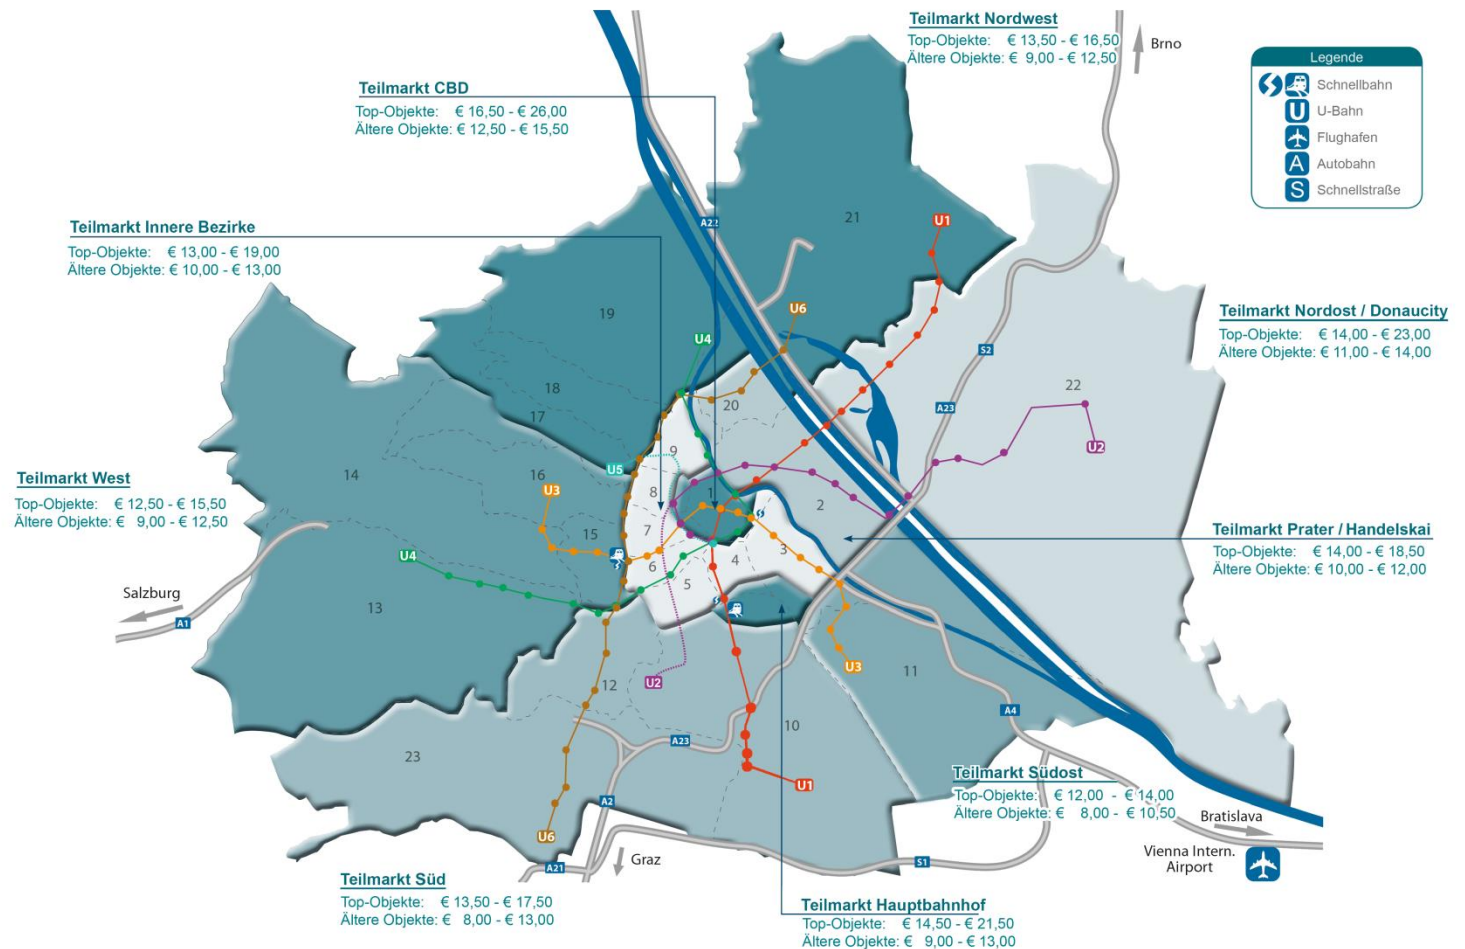 Teilmarkt Nordwest
Top-Objekte: € 13,50 - € 16,50
Ältere Objekte: € 9,00 - € 12,50
Brno
Legende
Schnellbahn
U U-Bahn
Flughafen
A Autobahn
S Schnellstraße
Teilmarkt CBD
Top-Objekte: € 16,50 - € 26,00
Ältere Objekte: € 12,50 - € 15,50
Teilmarkt Innere Bezirke
Top-Objekte: € 13,00 - € 19,00
Ältere Objekte: € 10,00 - € 13,00
A22
21
U1
19
U6
U4
Teilmarkt Nordost / Donaucity
Top-Objekte: € 14,00 - € 23,00
Ältere Objekte: € 11,00 - € 14,00
S2
22
18
20
A23
17
U2
9
U5
14
16
Teilmarkt West
Top-Objekte: € 12,50 - € 15,50
Ältere Objekte: € 9,00 - € 12,50
U3
8
1
2
15
7
3
U4
6
4
5
Teilmarkt Prater / Handelskai
Top-Objekte: € 14,00 - € 18,50
Ältere Objekte: € 10,00 - € 12,00
Salzburg
A1
13
U3
11
12
U2
A4
10
A23
23
U1
A2
U6
Teilmarkt Südost
Top-Objekte: € 12,00 - € 14,00
Ältere Objekte: € 8,00 - € 10,50
Bratislava
Vienna Intern.
Airport
S1
Graz
A21
Teilmarkt Süd
Top-Objekte: € 13,50 - € 17,50
Ältere Objekte: € 8,00 - € 13,00
Teilmarkt Hauptbahnhof
Top-Objekte: € 14,50 - € 21,50
Ältere Objekte: € 9,00 - € 13,00